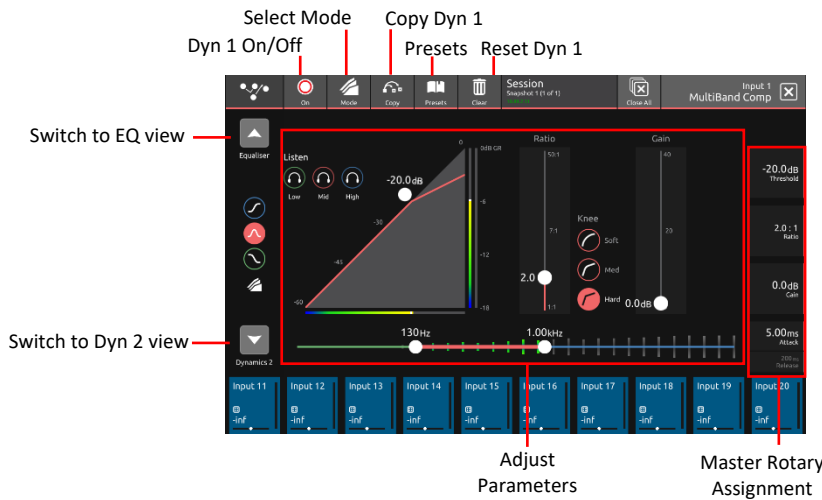 Select Mode
Copy Dyn 1
Dyn 1 On/Off
Presets
Reset Dyn 1
On
Mode
Copy
Presets
Clear
Session
Snapshot 1 (1 of 1)
Close All
Input 1
MultiBand Comp
Switch to EQ view
Equaliser
Listen
Low
Mid
High
-20.0dB
0
0dB GR
-6
-12
-18
-30
-45
-60
Ratio
50:1
7:1
2.0
1:1
Knee
Soft
Med
Hard
Gain
40
20
0.0dB
-20.0dB
Threshold
2.0 : 1
Ratio
0.0dB
Gain
5.00ms
Attack
200ms
Release
Switch to Dyn 2 view
Dynamics 2
130Hz
1.00kHz
Input 11
Input 12
Input 13
Input 14
Input 15
Input 16
Input 17
Input 18
Input 19
Input 20
-inf
-inf
-inf
-inf
-inf
-inf
-inf
-inf
-inf
-inf
Adjust
Parameters
Master Rotary
Assignment